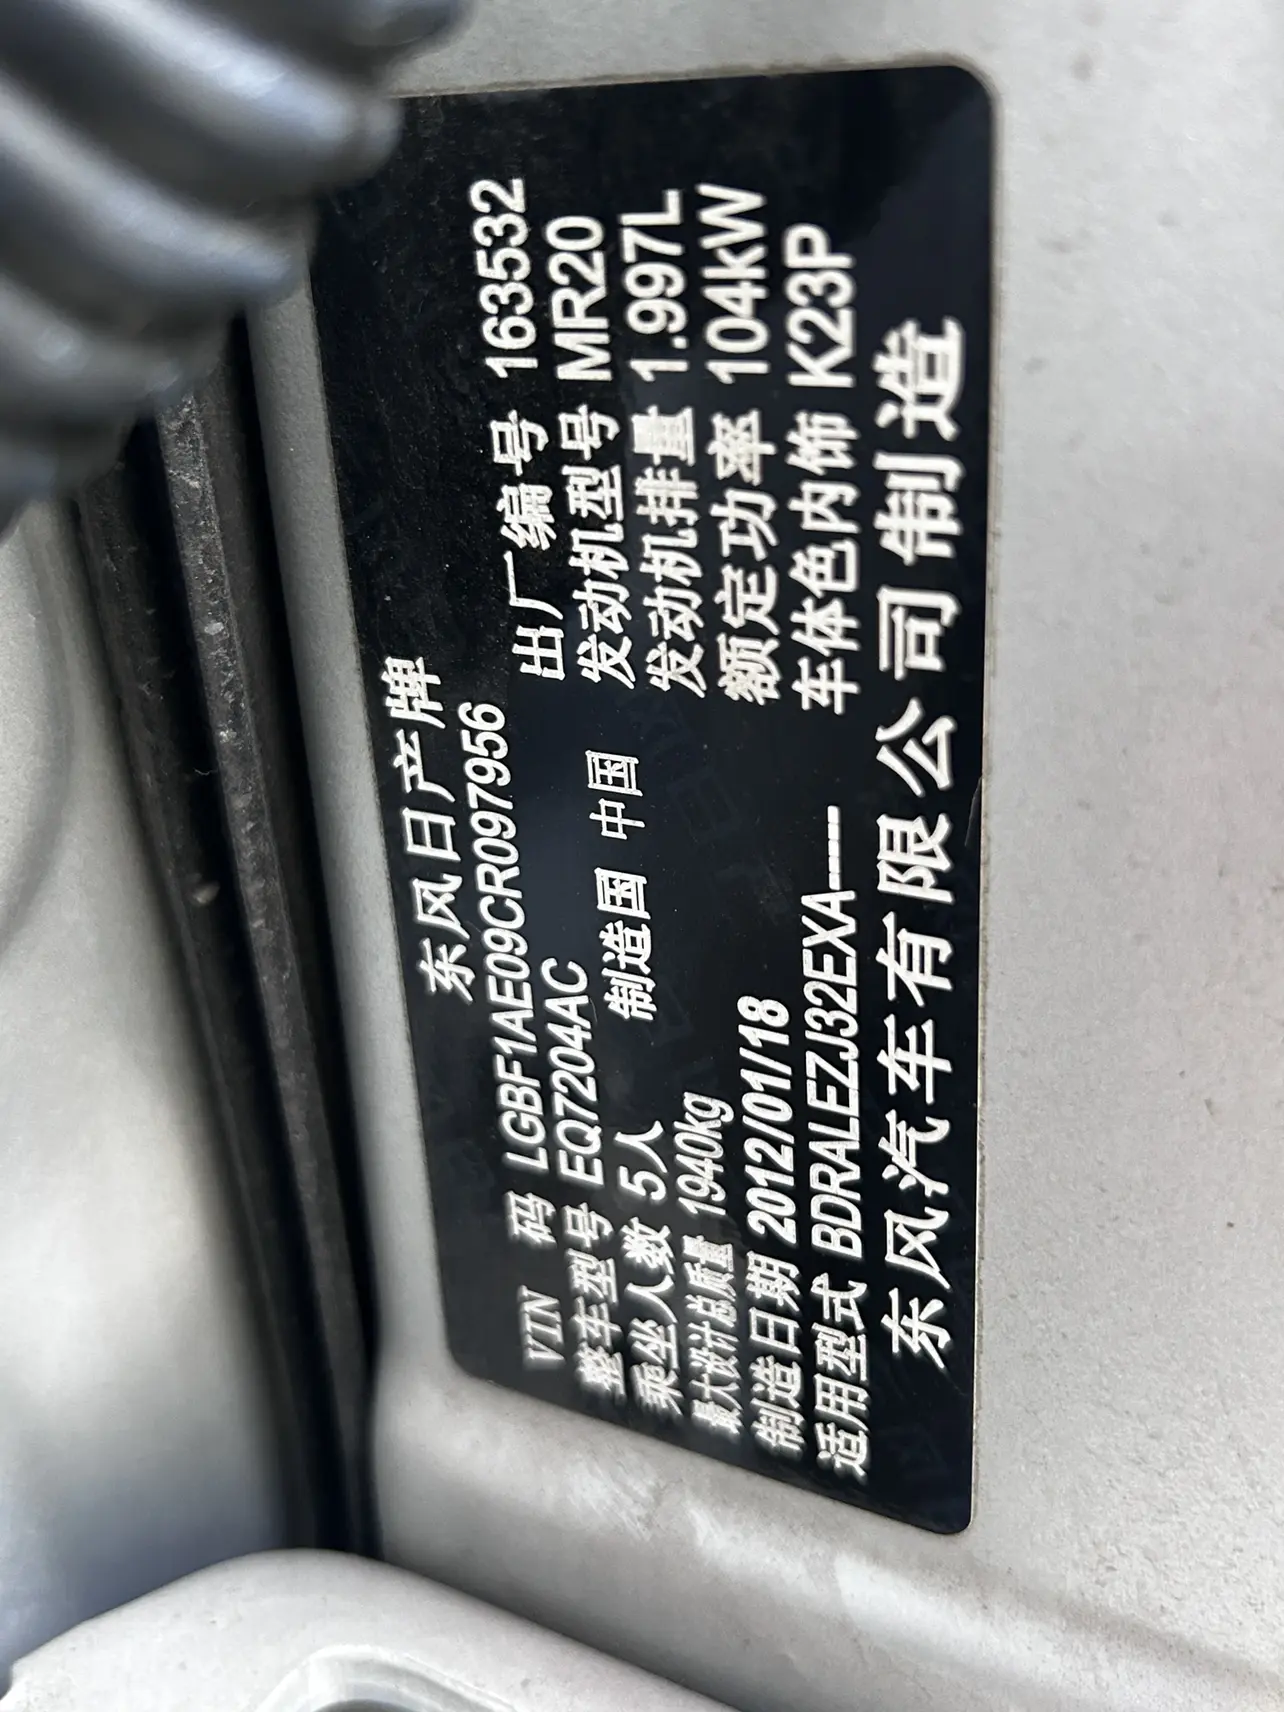 东风日产牌
VIN 码 LGBF1AE09CR097956 出厂编号 163532
整车型号 EQ7204AC 发动机型号 MR20
乘坐人数 5人 制造国 中国 发动机排量 1.997L
最大设计总质量 1940kg 额定功率 104kW
制造日期 2012/01/18 车体色内饰 K23P
适用型式 BDRALEZJ32EXA-----
东风汽车有限公司制造